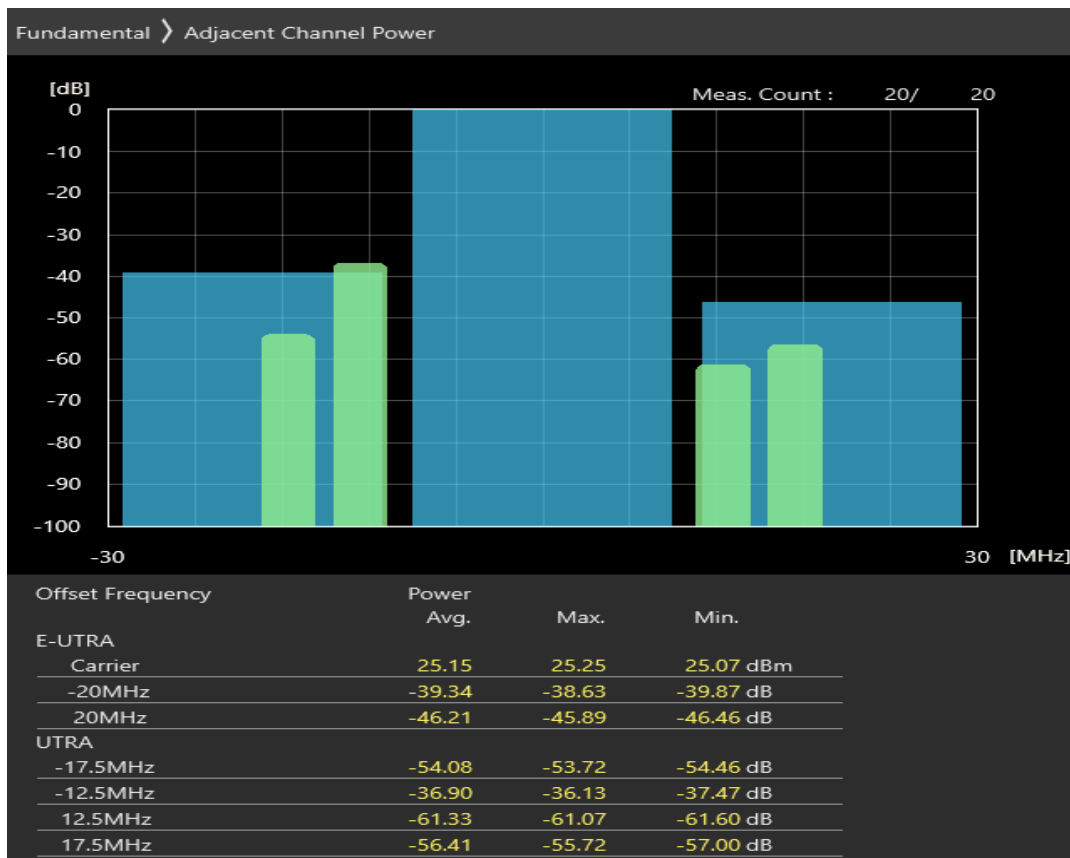 Fundamental 〉 Adjacent Channel Power
[dB]
Meas. Count : 20/ 20
0
-10
-20
-30
-40
-50
-60
-70
-80
-90
-100
-30 30 [MHz]
Offset Frequency Power
Avg. Max. Min.
E-UTRA
Carrier 25.15 25.25 25.07 dBm
-20MHz -39.34 -38.63 -39.87 dB
20MHz -46.21 -45.89 -46.46 dB
UTRA
-17.5MHz -54.08 -53.72 -54.46 dB
-12.5MHz -36.90 -36.13 -37.47 dB
12.5MHz -61.33 -61.07 -61.60 dB
17.5MHz -56.41 -55.72 -57.00 dB